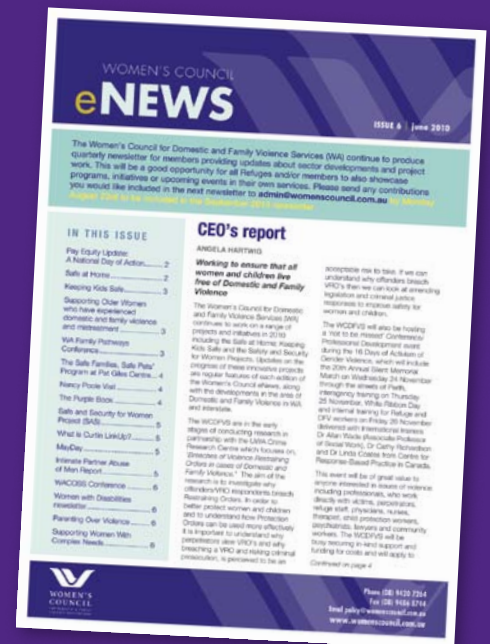 WOMEN'S COUNCIL
eNEWS
ISSUE 6 | June 2010
The Women's Council for Domestic and Family Violence Services (WA) continue to produce
quarterly newsletter for members providing updates about sector developments and project
work. This will be a good opportunity for all Refuges and/or members to also showcase
programs, initiatives or upcoming events in their own services. Please send any contributions
you would like included in the next newsletter to admin@womenscouncil.com.au by Monday
August 23rd to be included in the September 2010 newsletter
IN THIS ISSUE
Pay Equity Update:
A National Day of Action........ 2
Safe at Home........ 2
Keeping Kids Safe........ 3
Supporting Older Women
who have experienced
domestic and family violence
and mistreatment........ 3
WA Family Pathways
Conference........ 3
The Safe Families, Safe Pets'
Program at Pat Giles Centre.... 4
Nancy Poole Visit........ 4
The Purple Book........ 4
Safe and Security for Women
Project (SAS)........ 5
What is Curtin LinkUp?........ 5
MayDay........ 5
Intimate Partner Abuse
of Men Report........ 5
WACOSS Conference........ 6
Women with Disabilities
newsletter........ 6
Parenting Over Violence........ 6
Supporting Women With
Complex Needs........ 6
CEO's report
ANGELA HARTWIG
Working to ensure that all
women and children live
free of Domestic and Family
Violence
The Women's Council for Domestic
and Family Violence Services (WA)
continues to work on a range of
projects and initiatives in 2010
including the Safe at Home; Keeping
Kids Safe and the Safety and Security
for Women Projects. Updates on the
progress of these innovative projects
are regular features of each edition of
the Women's Council eNews, along
with the developments in the area of
Domestic and Family Violence in WA
and interstate.
The WCDFVS are in the early
stages of conducting research in
partnership with the UWA Crime
Research Centre which focuses on,
"Breaches of Violence Restraining
Orders in cases of Domestic and
Family Violence." The aim of the
research is to investigate why
offenders/VRO respondents breach
Restraining Orders. In order to
better protect women and children
and to understand how Protection
Orders can be used more effectively
it is important to understand why
perpetrators view VRO's and why
breaching a VRO and risking criminal
prosecution, is perceived to be an
acceptable risk to take. If we can
understand why offenders breach
VRO's then we can look at amending
legislation and criminal justice
responses to improve safety for
women and children.
The WCDFVS will also be hosting
a 'Not to be missed' Conference/
Professional Development event
during the 16 Days of Activism of
Gender Violence, which will include
the 20th Annual Silent Memorial
March on Wednesday 24 November
through the streets of Perth,
interagency training on Thursday
25 November, White Ribbon Day
and internal training for Refuge and
DFV workers on Friday 26 November
delivered with International trainers
Dr Allan Wade (Associate Professor
of Social Work), Dr Cathy Richardson
and Dr Linda Coates from Centre for
Response-Based Practice in Canada.
This event will be of great value to
anyone interested in issues of violence
including professionals, who work
directly with victims, perpetrators,
refuge staff, physicians, nurses,
therapist, child protection workers,
psychiatrists, lawyers and community
workers. The WCDFVS will be
busy securing in-kind support and
funding for costs and will apply to
Continued on page 4
WOMEN'S
COUNCIL
Phone (08) 9420 7264
Fax (08) 9486 8744
Email policy@womenscouncil.com.au
www.womenscouncil.com.au